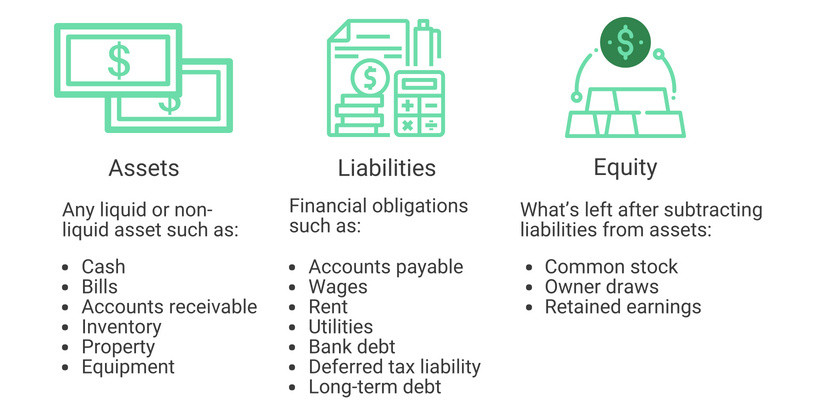 Assets
Any liquid or non-
liquid asset such as:
• Cash
• Bills
• Accounts receivable
• Inventory
• Property
• Equipment
Liabilities
Financial obligations
such as:
• Accounts payable
• Wages
• Rent
• Utilities
• Bank debt
• Deferred tax liability
• Long-term debt
Equity
What’s left after subtracting
liabilities from assets:
• Common stock
• Owner draws
• Retained earnings